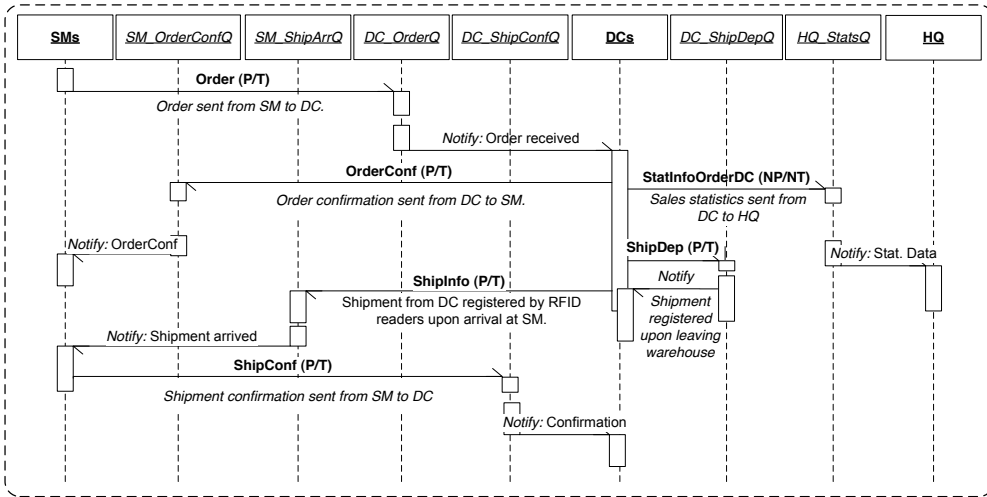 SMs
SM_OrderConfQ
SM_ShipArrQ
DC_OrderQ
DC_ShipConfQ
DCs
DC_ShipDepQ
HQ_StatsQ
HQ
Order (P/T)
Order sent from SM to DC.
Notify: Order received
OrderConf (P/T)
Order confirmation sent from DC to SM.
StatInfoOrderDC (NP/NT)
Sales statistics sent from
DC to HQ
Notify: OrderConf
ShipDep (P/T)
Notify: Stat. Data
ShipInfo (P/T)
Notify
Shipment from DC registered by RFID
readers upon arrival at SM.
Shipment
registered
upon leaving
warehouse
Notify: Shipment arrived
ShipConf (P/T)
Shipment confirmation sent from SM to DC
Notify: Confirmation